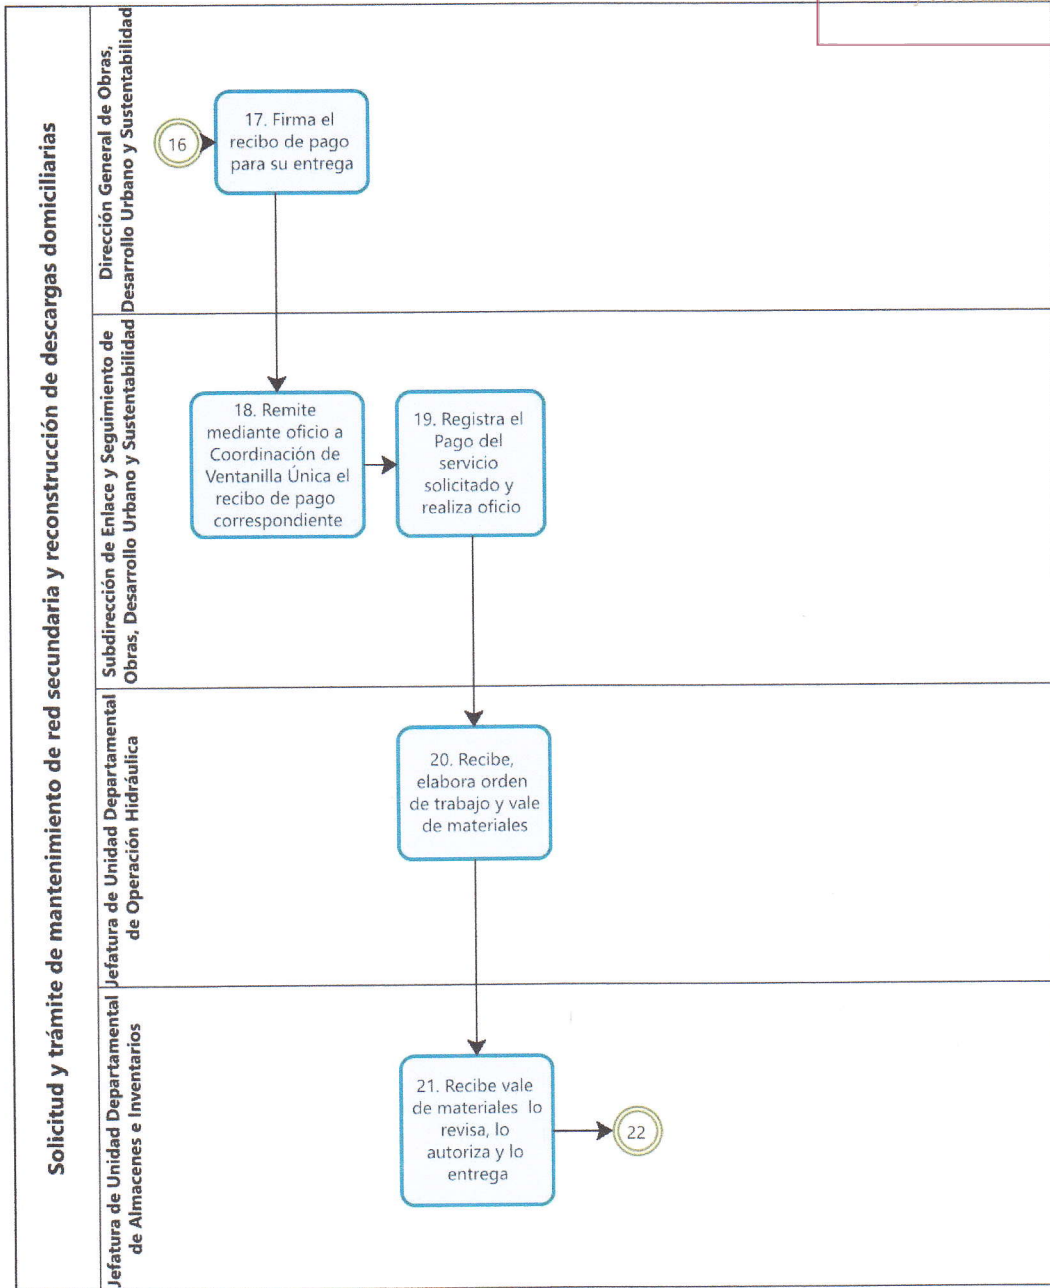 Solicitud y trámite de mantenimiento de red secundaria y reconstrucción de descargas domiciliarias
Dirección General de Obras,
Desarrollo Urbano y Sustentabilidad
16
17. Firma el
recibo de pago
para su entrega
Subdirección de Enlace y Seguimiento de
Obras, Desarrollo Urbano y Sustentabilidad
18. Remite
mediante oficio a
Coordinación de
Ventanilla Única el
recibo de pago
correspondiente
19. Registra el
Pago del
servicio
solicitado y
realiza oficio
Jefatura de Unidad Departamental
de Operación Hidráulica
20. Recibe,
elabora orden
de trabajo y vale
de materiales
Jefatura de Unidad Departamental
de Almacenes e Inventarios
21. Recibe vale
de materiales lo
revisa, lo
autoriza y lo
entrega
22